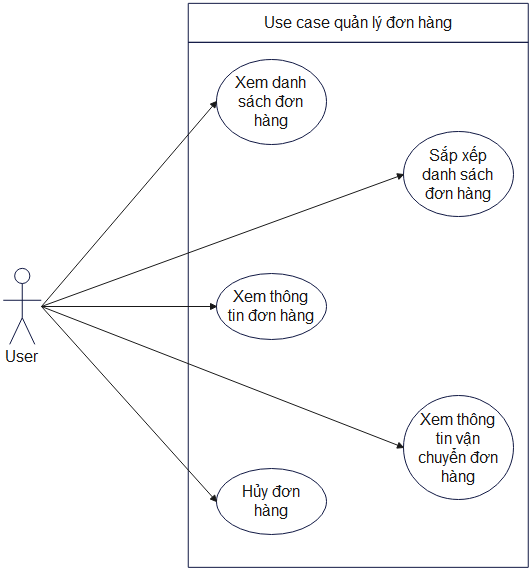 Use case quản lý đơn hàng
Xem danh
sách đơn
hàng
Sắp xếp
danh sách
đơn hàng
Xem thông
tin đơn hàng
User
Xem thông
tin vận
chuyển đơn
hàng
Hủy đơn
hàng